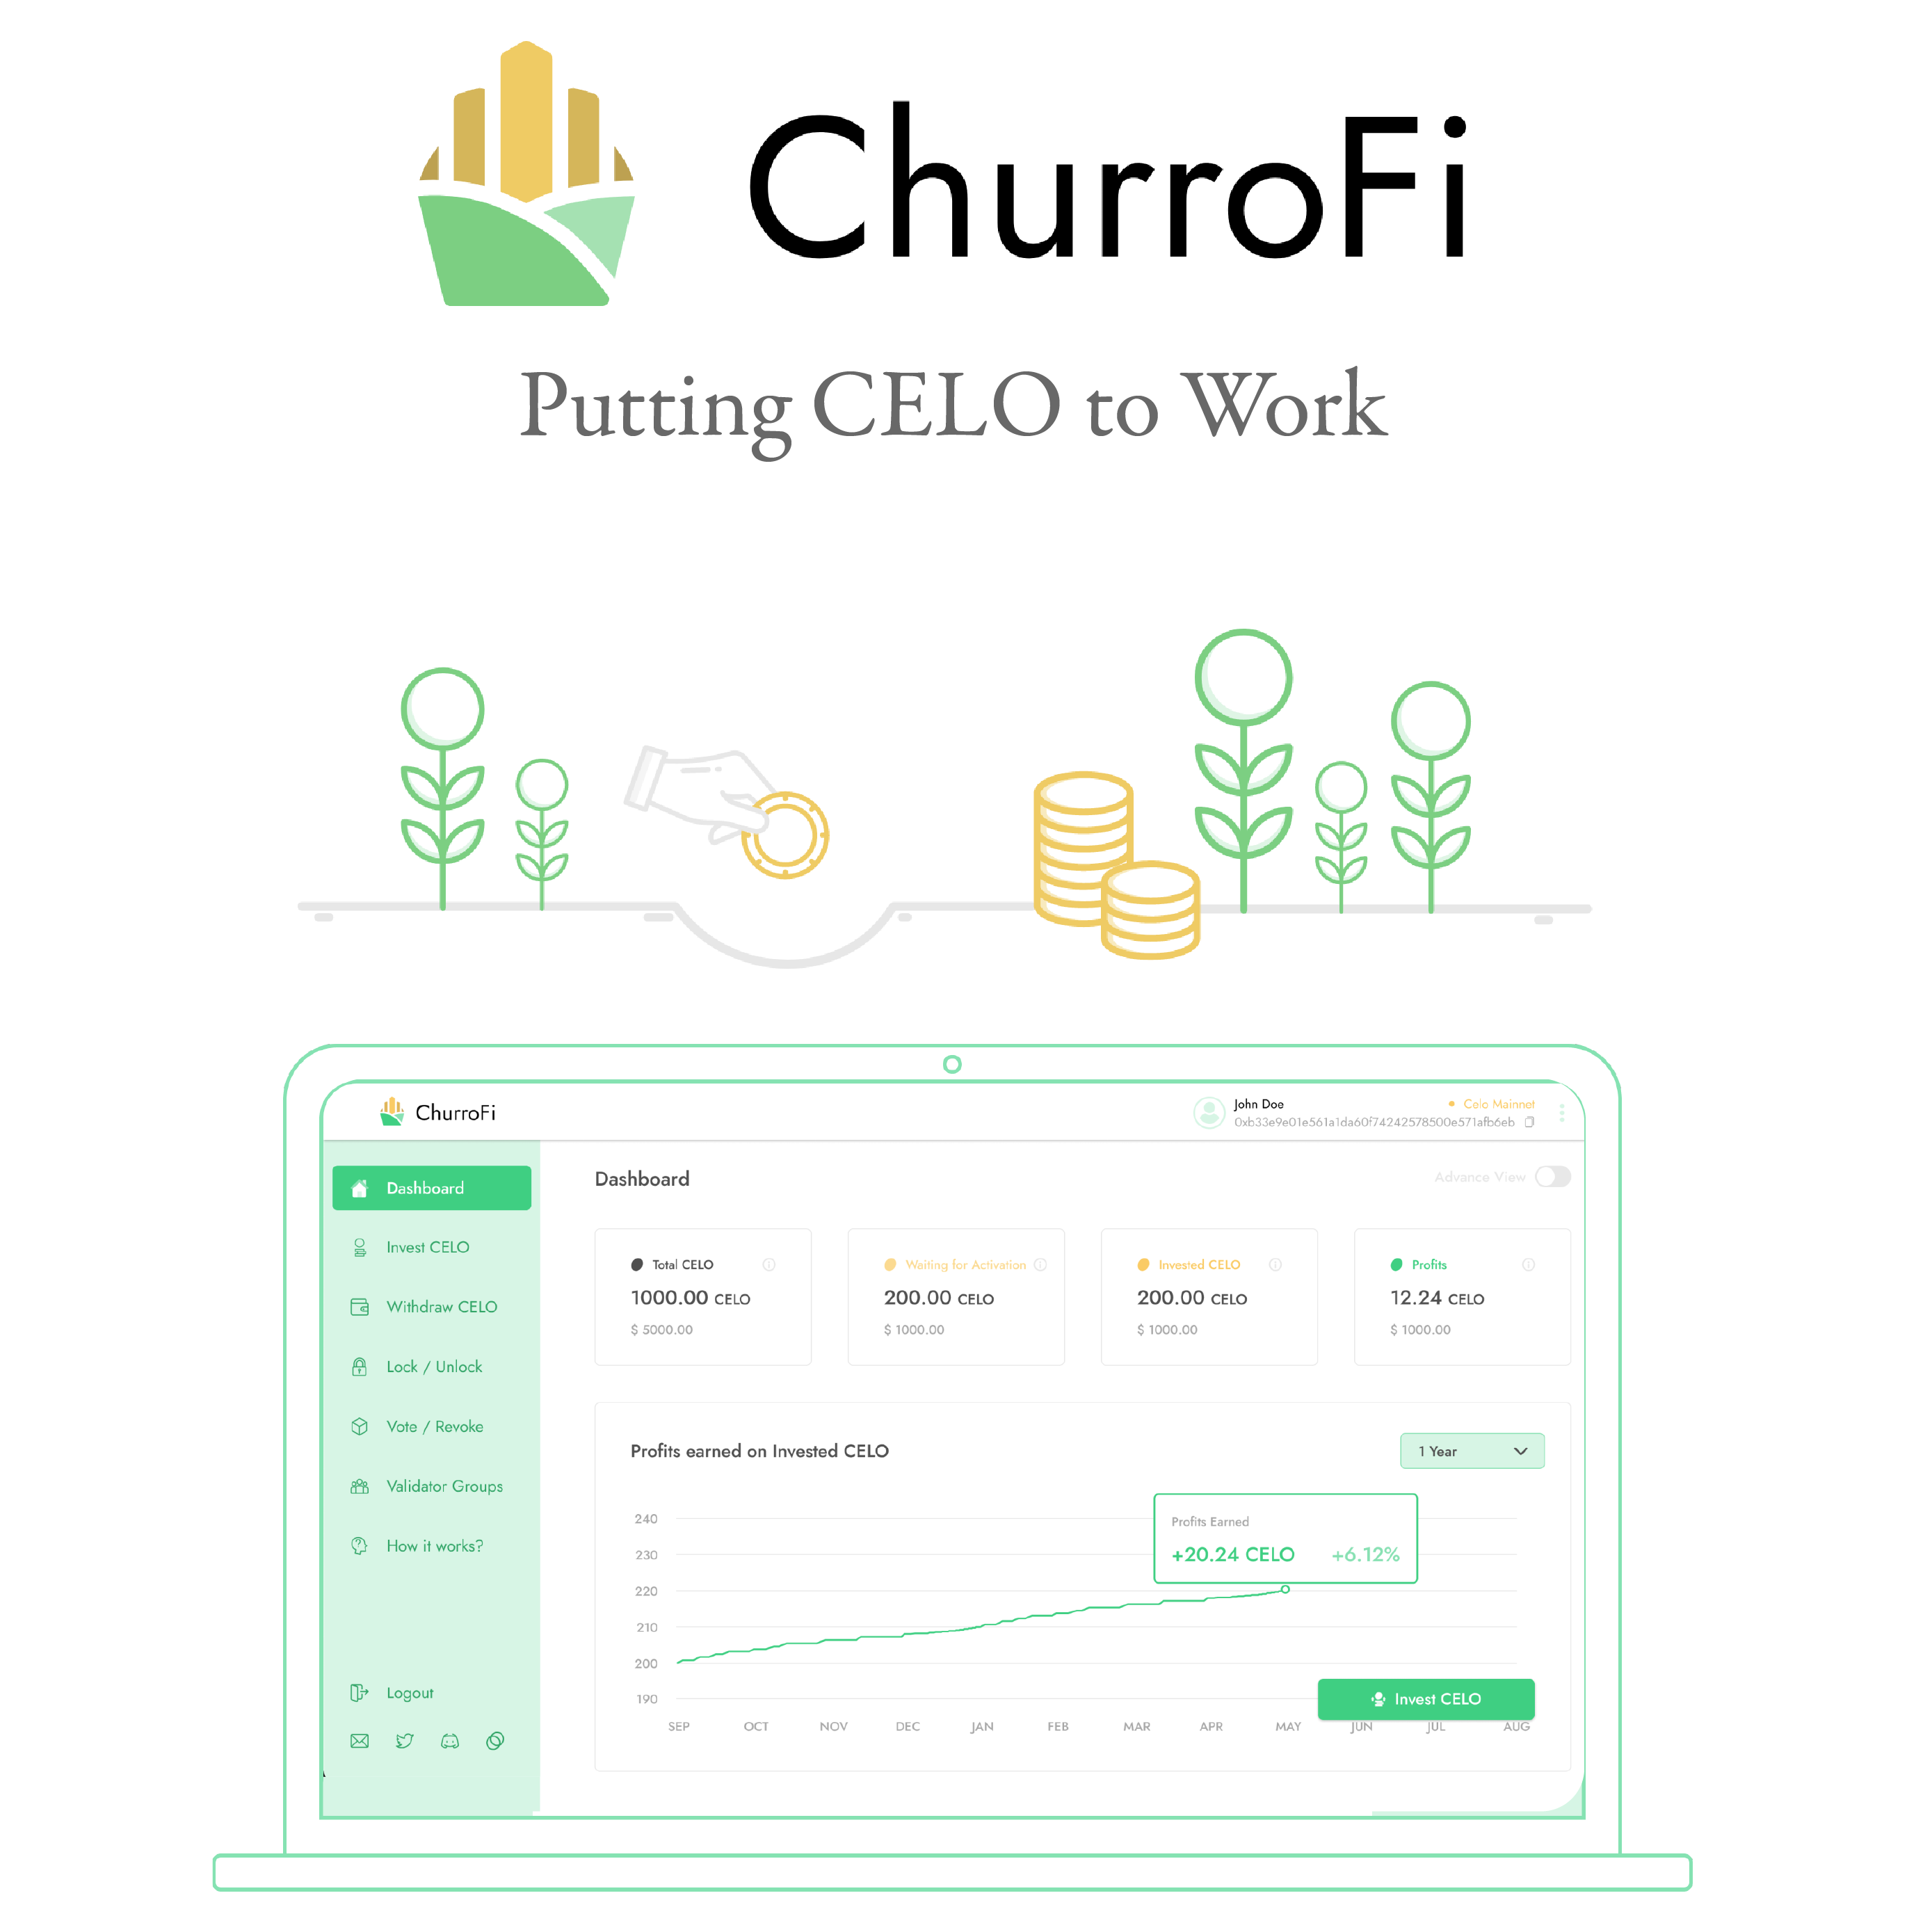 ChurroFi
Putting CELO to Work
ChurroFi
John Doe
Celo Mainnet
0xb33e9e01e561a1da60f74242578500e571afb6eb
Dashboard
Invest CELO
Withdraw CELO
Lock / Unlock
Vote / Revoke
Validator Groups
How it works?
Logout
Dashboard
Advance View
Total CELO
1000.00 CELO
$ 5000.00
Waiting for Activation
200.00 CELO
$ 1000.00
Invested CELO
200.00 CELO
$ 1000.00
Profits
12.24 CELO
$ 1000.00
Profits earned on Invested CELO
1 Year
Profits Earned
+20.24 CELO +6.12%
240
230
220
210
200
190
Invest CELO
SEP OCT NOV DEC JAN FEB MAR APR MAY JUN JUL AUG